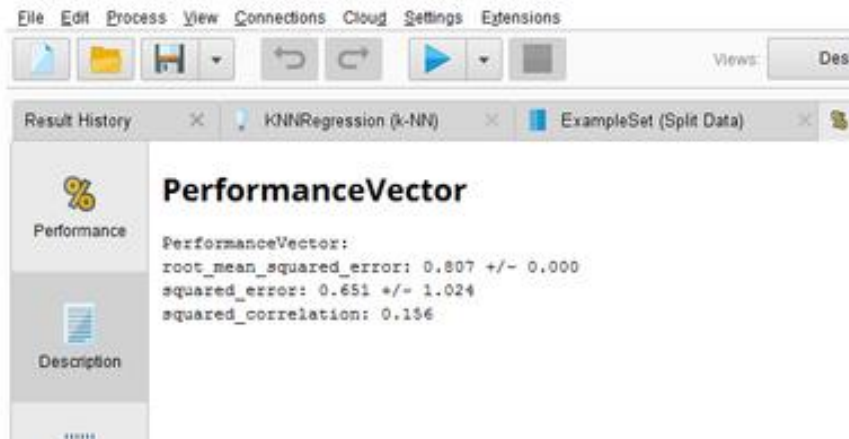 File Edit Process View Connections Cloud Settings Extensions
Views: Des
Result History KNNRegression (k-NN) ExampleSet (Split Data) %
% PerformanceVector
Performance
PerformanceVector:
root_mean_squared_error: 0.807 +/- 0.000
squared_error: 0.651 +/- 1.024
squared_correlation: 0.156
Description